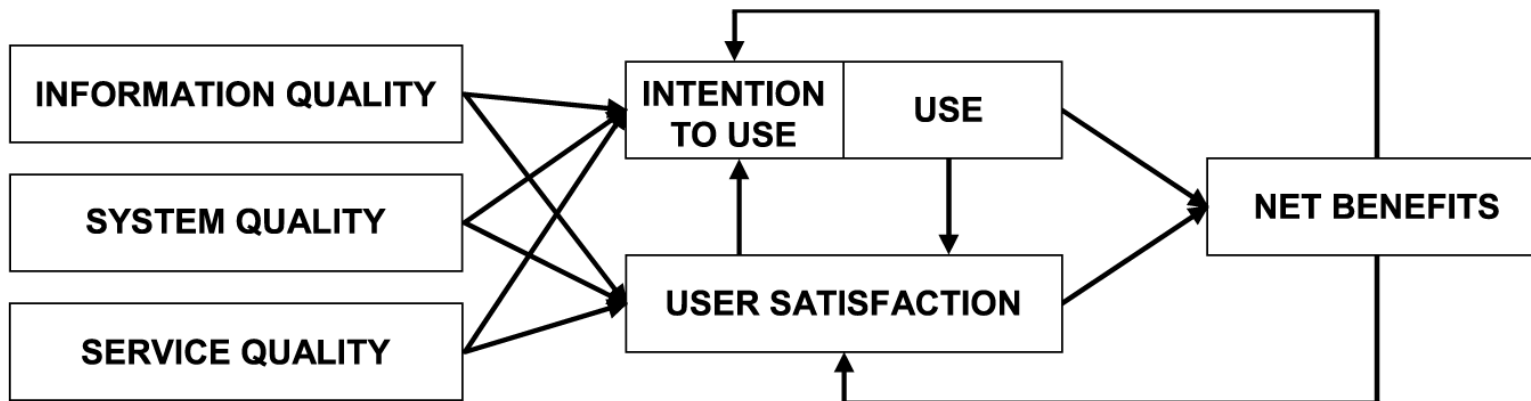 INFORMATION QUALITY
SYSTEM QUALITY
SERVICE QUALITY
INTENTION
TO USE
USE
USER SATISFACTION
NET BENEFITS